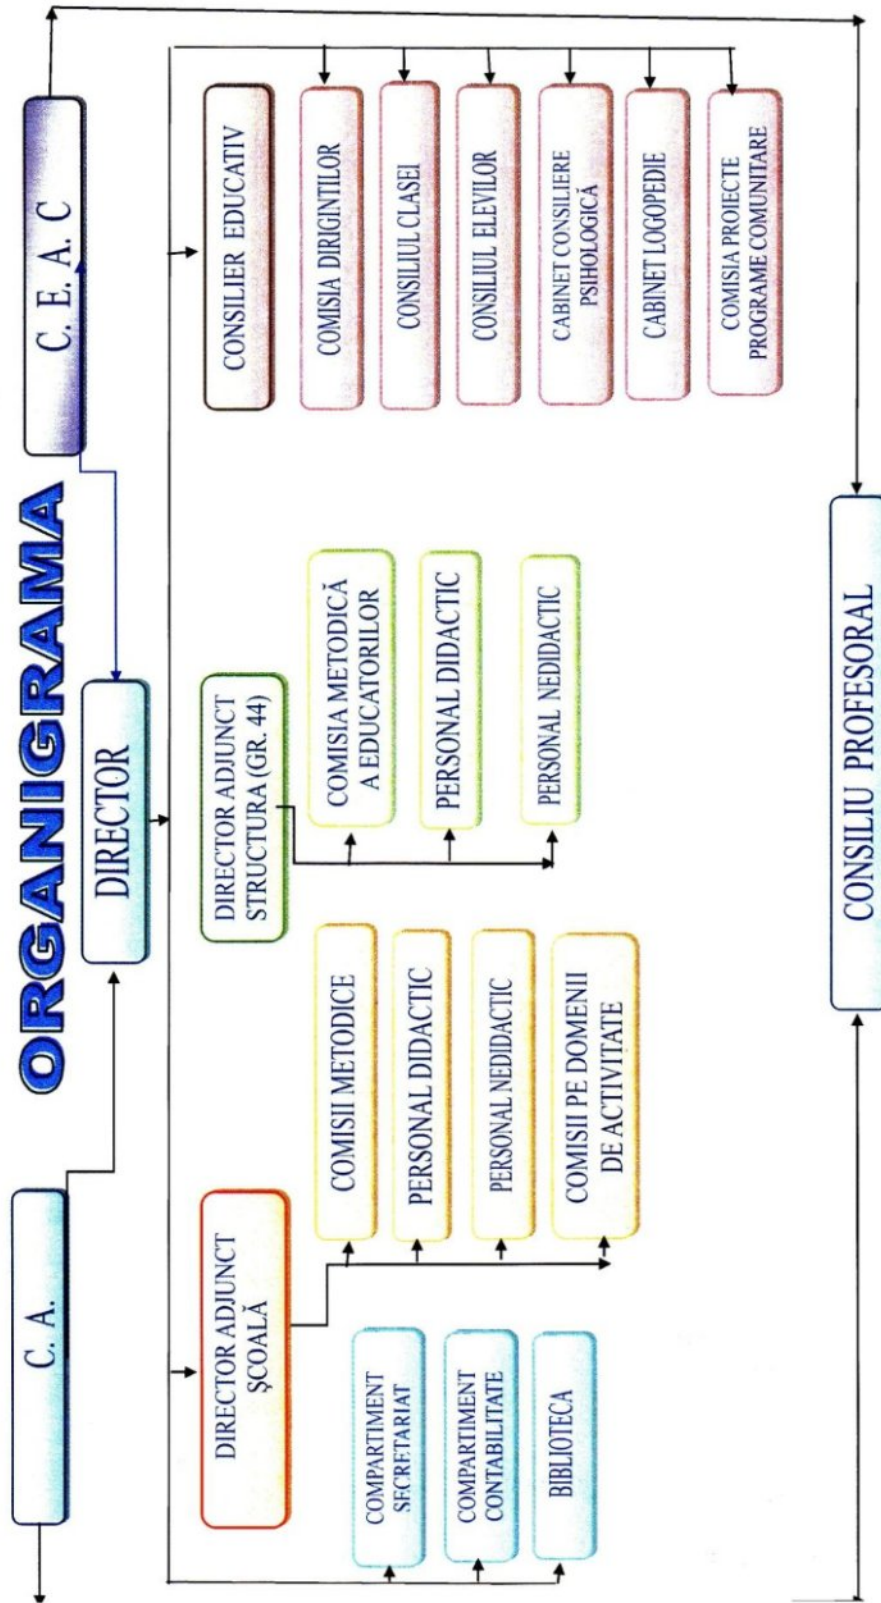 ORGANIGRAMA
C. A.
C. E. A. C
DIRECTOR
DIRECTOR ADJUNCT
ŞCOALĂ
DIRECTOR ADJUNCT
STRUCTURA (GR. 44)
CONSILIER EDUCATIV
COMPARTIMENT
SECRETARIAT
COMPARTIMENT
CONTABILITATE
BIBLIOTECA
COMISII METODICE
PERSONAL DIDACTIC
PERSONAL NEDIDACTIC
COMISII PE DOMENII
DE ACTIVITATE
COMISIA METODICĂ
A EDUCATORILOR
PERSONAL DIDACTIC
PERSONAL NEDIDACTIC
COMISIA DIRIGINTILOR
CONSILIUL CLASEI
CONSILIUL ELEVILOR
CABINET CONSILIERE
PSIHOLOGICĂ
CABINET LOGOPEDIE
COMISIA PROIECTE
PROGRAME COMUNITARE
CONSILIU PROFESORAL